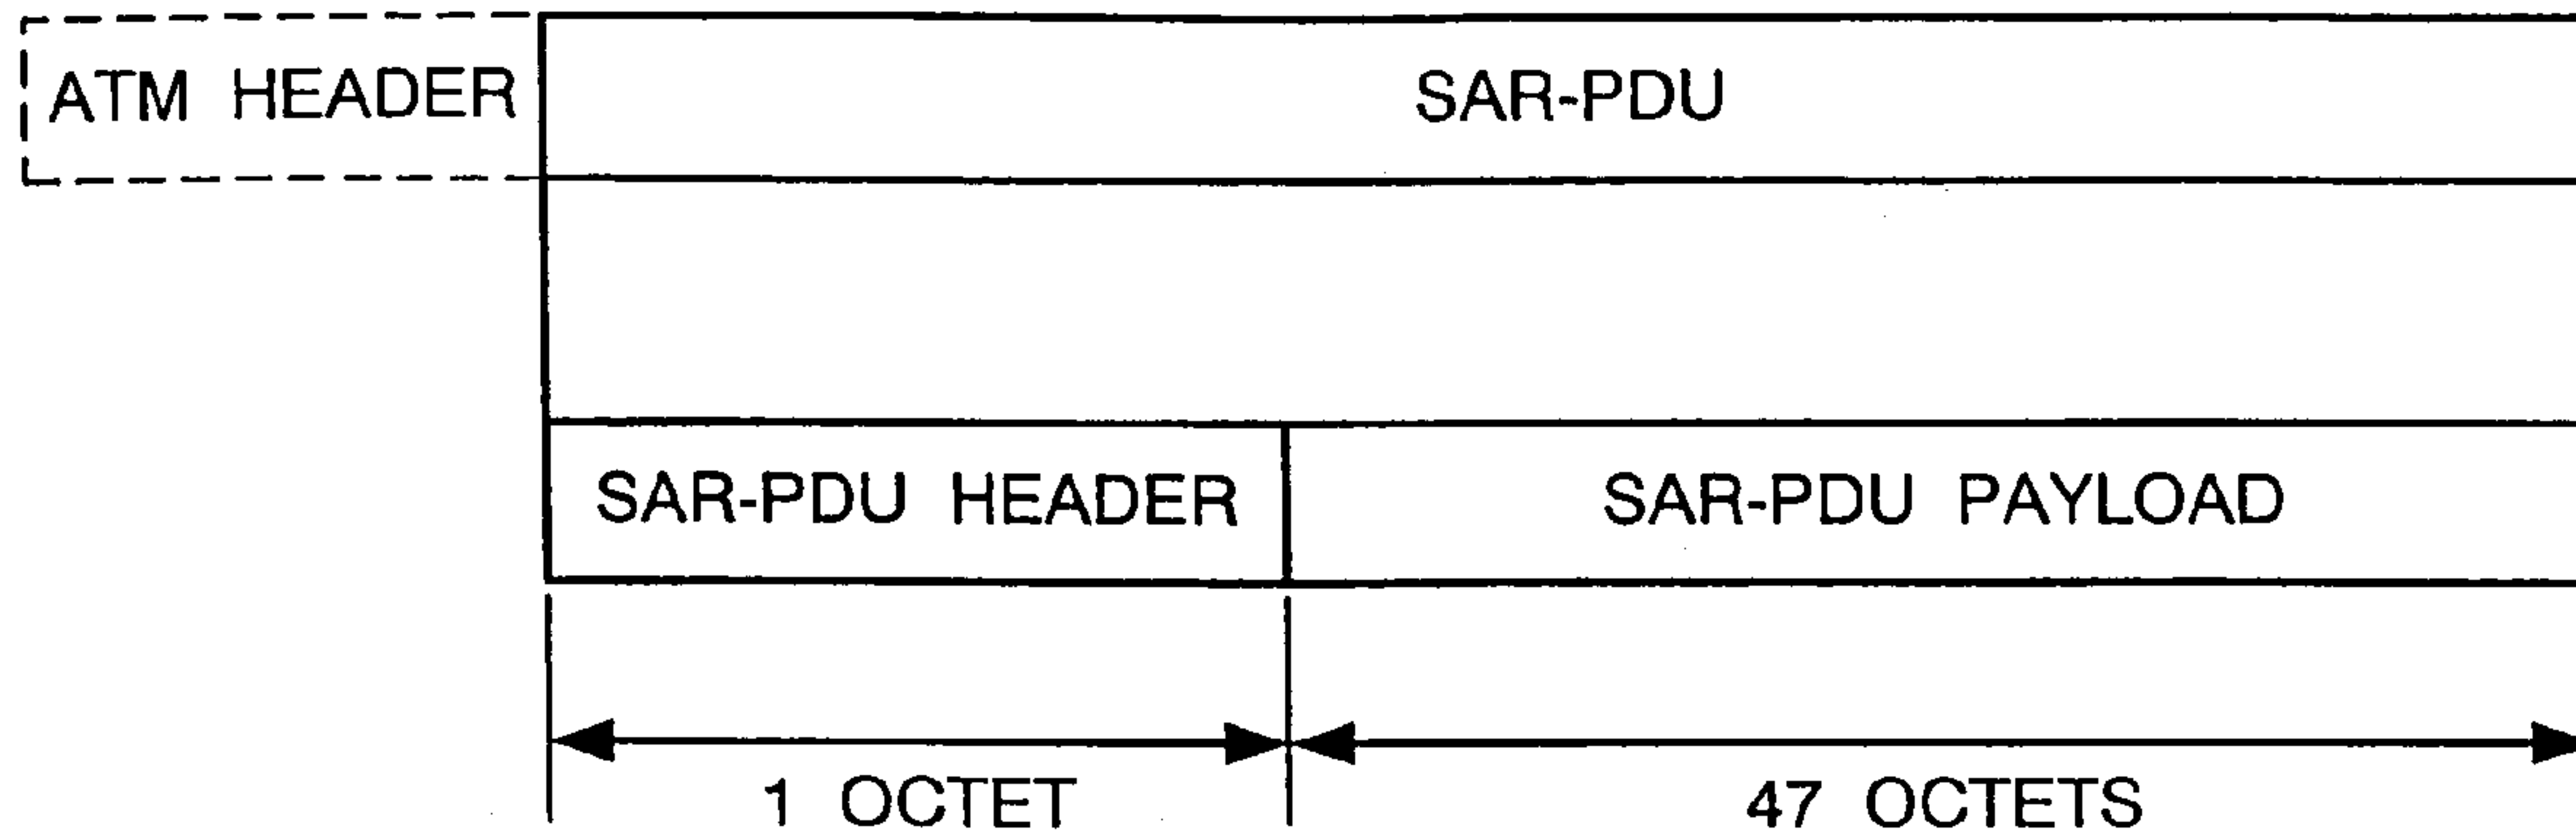 ATM HEADER SAR-PDU
SAR-PDU HEADER SAR-PDU PAYLOAD
1 OCTET 47 OCTETS